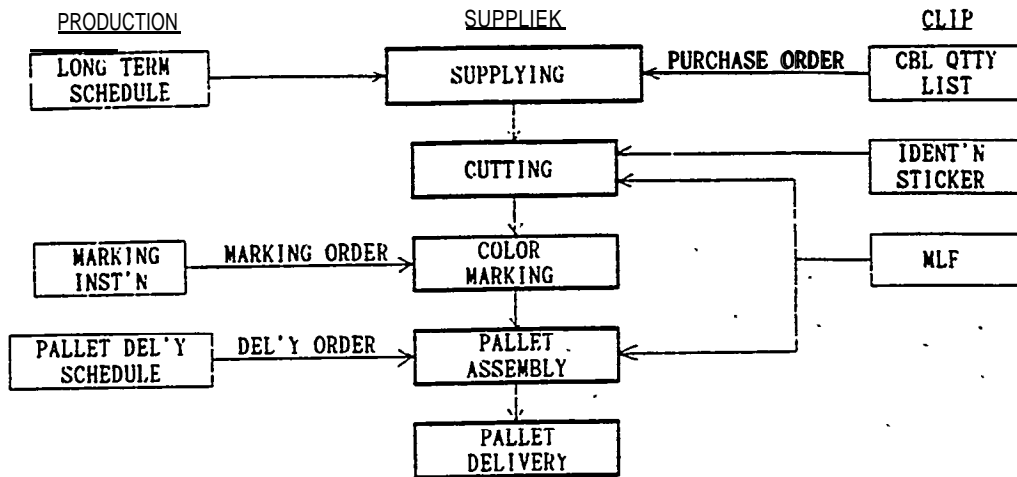 PRODUCTION
SUPPLIEK
CLIP
LONG TERM
SCHEDULE
SUPPLYING
PURCHASE ORDER
CBL QTTY
LIST
CUTTING
IDENT'N
STICKER
MARKING
INST'N
MARKING ORDER
COLOR
MARKING
MLF
PALLET DEL'Y
SCHEDULE
DEL'Y ORDER
PALLET
ASSEMBLY
PALLET
DELIVERY